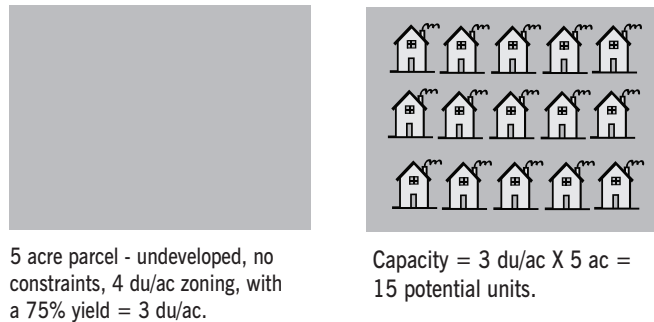 5 acre parcel - undeveloped, no
constraints, 4 du/ac zoning, with
a 75% yield = 3 du/ac.
Capacity = 3 du/ac X 5 ac =
15 potential units.